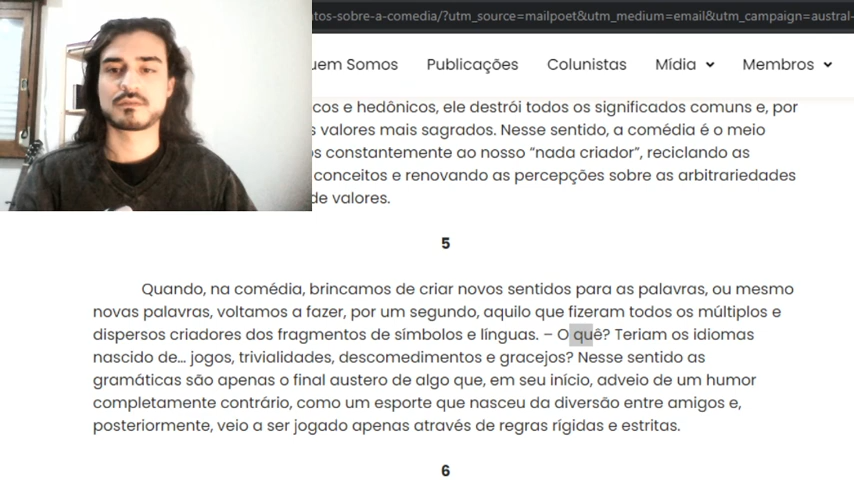 ntos-sobre-a-comedia/?utm_source=mailpoet&utm_medium=email&utm_campaign=austral-
uem Somos Publicações Colunistas Mídia Membros
cos e hedônicos, ele destrói todos os significados comuns e, por
s valores mais sagrados. Nesse sentido, a comédia é o meio
os constantemente ao nosso “nada criador”, reciclando as
conceitos e renovando as percepções sobre as arbitrariedades
de valores.
5
Quando, na comédia, brincamos de criar novos sentidos para as palavras, ou mesmo
novas palavras, voltamos a fazer, por um segundo, aquilo que fizeram todos os múltiplos e
dispersos criadores dos fragmentos de símbolos e línguas. – O quê? Teriam os idiomas
nascido de... jogos, trivialidades, descomedimentos e gracejos? Nesse sentido as
gramáticas são apenas o final austero de algo que, em seu início, adveio de um humor
completamente contrário, como um esporte que nasceu da diversão entre amigos e,
posteriormente, veio a ser jogado apenas através de regras rígidas e estritas.
6